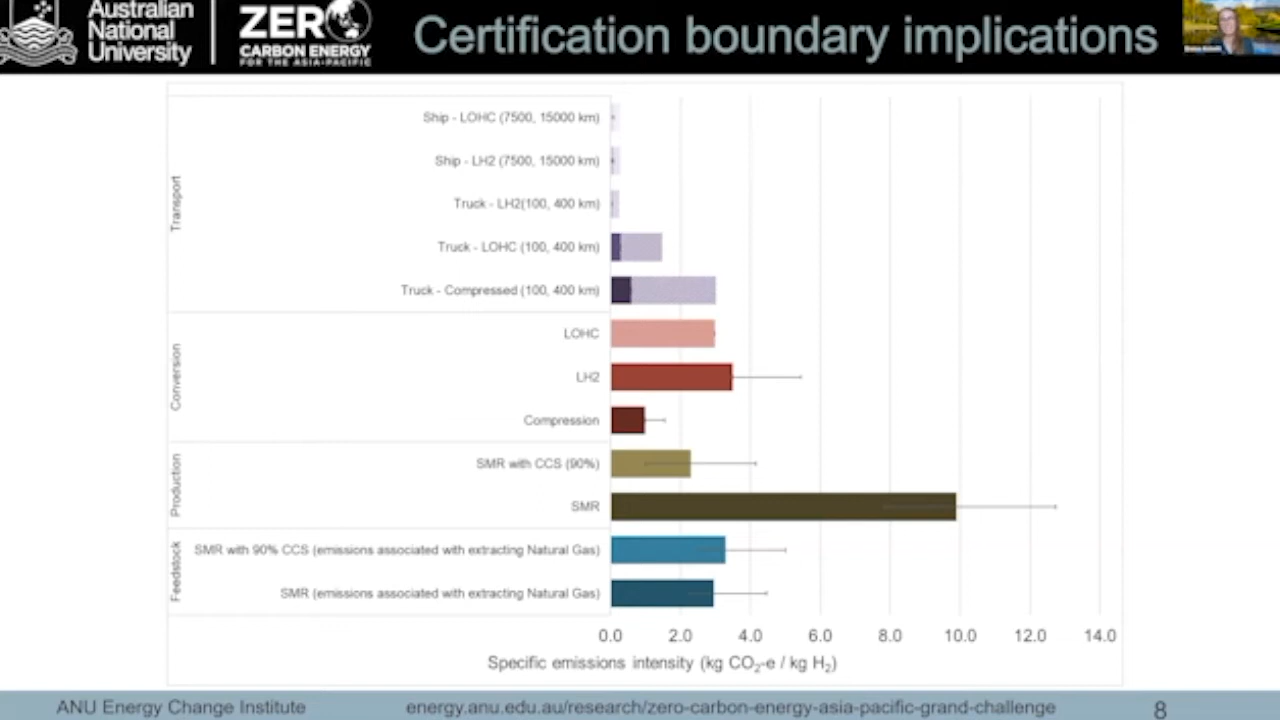 Australian
National
University
ZERO
CARBON ENERGY
FOR THE ASIA-PACIFIC
Certification boundary implications
Transport
Ship - LOHC (7500, 15000 km)
Ship - LH2 (7500, 15000 km)
Truck - LH2(100, 400 km)
Truck - LOHC (100, 400 km)
Truck - Compressed (100, 400 km)
Conversion
LOHC
LH2
Compression
Production
SMR with CCS (90%)
SMR
Feedstock
SMR with 90% CCS (emissions associated with extracting Natural Gas)
SMR (emissions associated with extracting Natural Gas)
0.0 2.0 4.0 6.0 8.0 10.0 12.0 14.0
Specific emissions intensity (kg CO₂-e / kg H₂)
ANU Energy Change Institute
energy.anu.edu.au/research/zero-carbon-energy-asia-pacific-grand-challenge
8